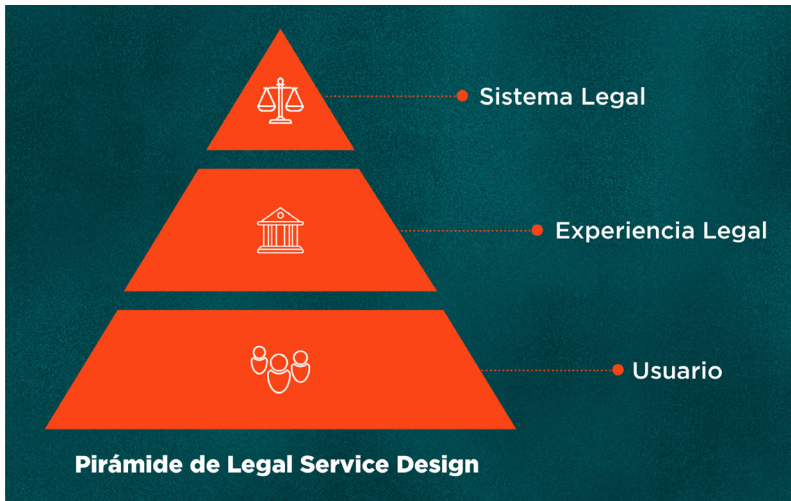 Sistema Legal
Experiencia Legal
Usuario
Pirámide de Legal Service Design